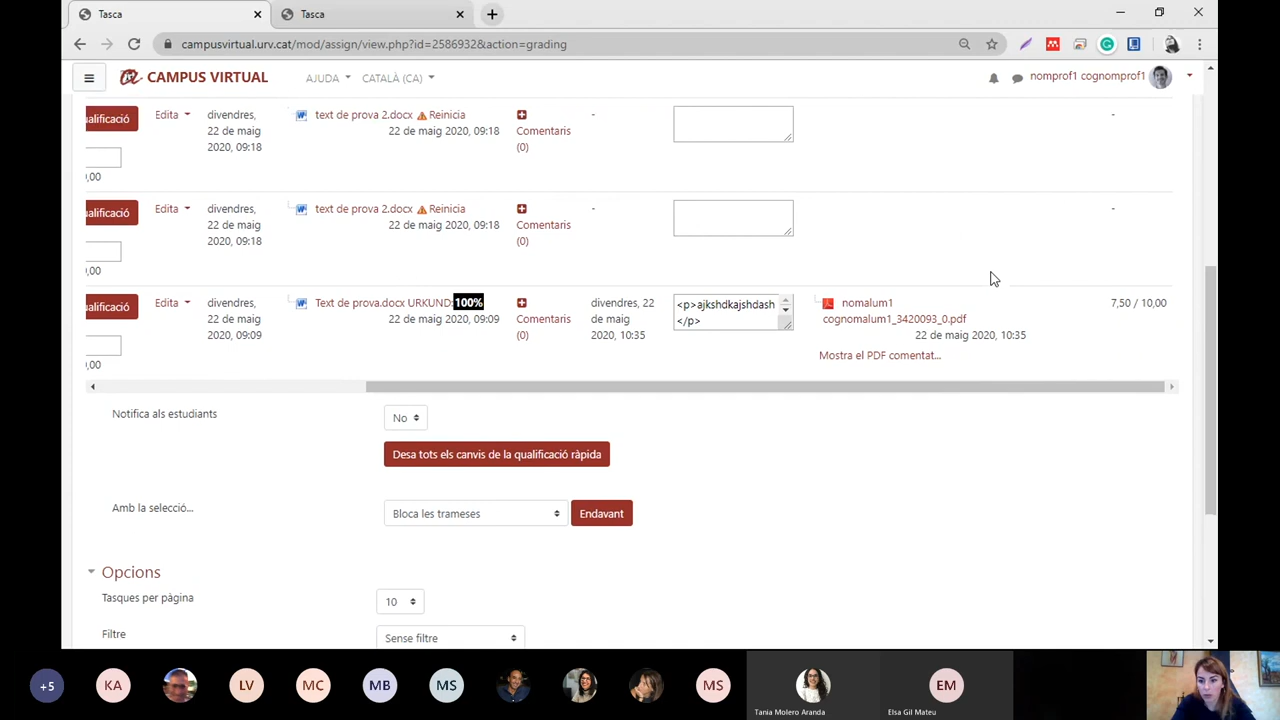 Tasca
Tasca
campusvirtual.urv.cat/mod/assign/view.php?id=2586932&action=grading
CAMPUS VIRTUAL
AJUDA
CATALÀ (CA)
nomprof1 cognomprof1
ualificació
Edita
divendres,
22 de maig
2020, 09:18
text de prova 2.docx
Reinicia
22 de maig 2020, 09:18
Comentaris
(0)
-
-
0,00
ualificació
Edita
divendres,
22 de maig
2020, 09:18
text de prova 2.docx
Reinicia
22 de maig 2020, 09:18
Comentaris
(0)
-
-
0,00
ualificació
Edita
divendres,
22 de maig
2020, 09:09
Text de prova.docx URKUND: 100%
22 de maig 2020, 09:09
Comentaris
(0)
divendres, 22
de maig
2020, 10:35
<p>ajkshdkajshdash
</p>
nomalum1
cognomalum1_3420093_0.pdf
22 de maig 2020, 10:35
Mostra el PDF comentat...
7,50 / 10,00
0,00
Notifica als estudiants
No
Desa tots els canvis de la qualificació ràpida
Amb la selecció...
Bloca les trameses
Endavant
Opcions
Tasques per pàgina
10
Filtre
Sense filtre
+5
KA
LV
MC
MB
MS
MS
Tania Molero Aranda
EM
Elsa Gil Mateu